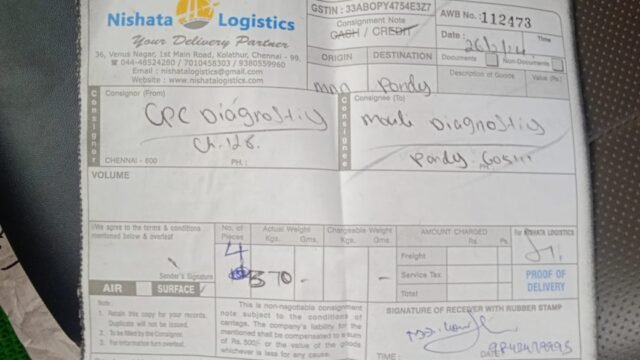 Nishata Logistics
Your Delivery Partner
36, Venus Nagar, 1st Main Road, Kolathur, Chennai - 99.
☎ 044-48524280 / 7010458303 / 9380559960
Email : nishatalogistics@gmail.com
Website : www.nishatalogistics.com
GSTIN : 33ABOPY4754E3Z7
Consignment Note
CASH / CREDIT
AWB No. : 112473
Date : Time
ORIGIN DESTINATION
Documents Non-Documents
Description of Goods Value (Rs.)
Pondy
Consignor
Consignor (From)
CPC Diagnostics
Ch. 128.
CHENNAI - 600 PH. :
Consignee
Consignee (To)
Diagnostics
Pondy
VOLUME
I/We agree to the terms & conditions
mentioned below & overleaf
Sender's Signature
AIR SURFACE
No. of
Pieces
4
Actual Weight
Kgs. Gms.
370 -
Chargeable Weight
Kgs. Gms.
-
AMOUNT CHARGED
Rs. Ps.
Freight
Service Tax
Total
For NISHATA LOGISTICS
PROOF OF
DELIVERY
Note :
1. Retain this copy for your records.
Duplicate will not be issued.
2. To be filled by the Consignor.
3. For information turn overleaf.
This is non-negotiable consignment
note subject to the conditions of
carriage. The company's liability for the
mentioned shall be compensated to a sum
of Rs.500/- or the value of the goods
whichever is less for any cause.
SIGNATURE OF RECEIVER WITH RUBBER STAMP
TIME : DATE